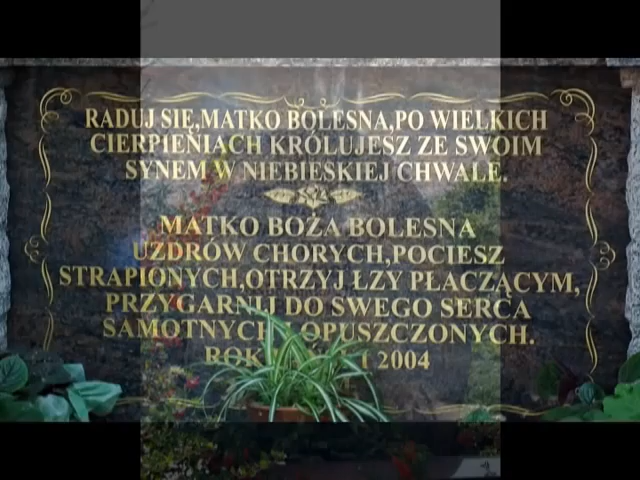 RADUJ SIĘ,MATKO BOLESNA,PO WIELKICH
CIERPIENIACH KRÓLUJESZ ZE SWOIM
SYNEM W NIEBIESKIEJ CHWALE.
MATKO BOŻA BOLESNA
UZDRÓW CHORYCH,POCIESZ
STRAPIONYCH,OTRZYJ ŁZY PŁACZĄCYM,
PRZYGARNIJ DO SWEGO SERCA
SAMOTNYCH I OPUSZCZONYCH.
ROK 2004